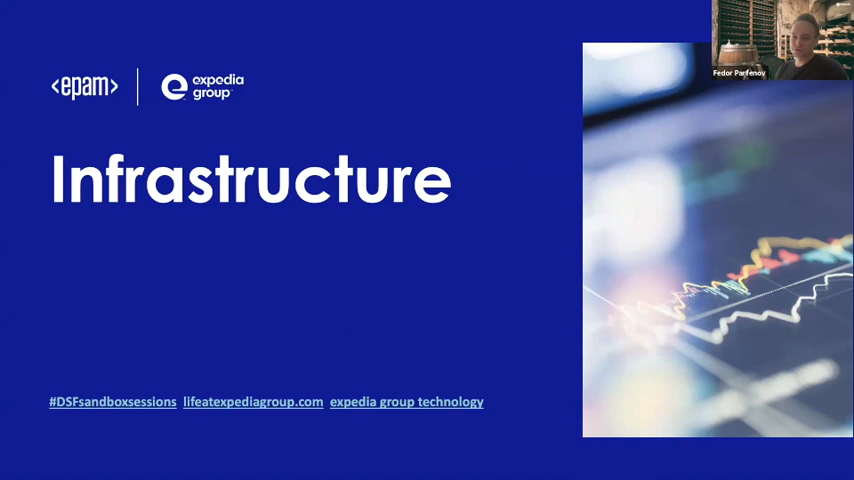 <epam>
expedia group
Infrastructure
#DSFsandboxsessions lifeatexpediagroup.com expedia group technology
Fedor Parfenov